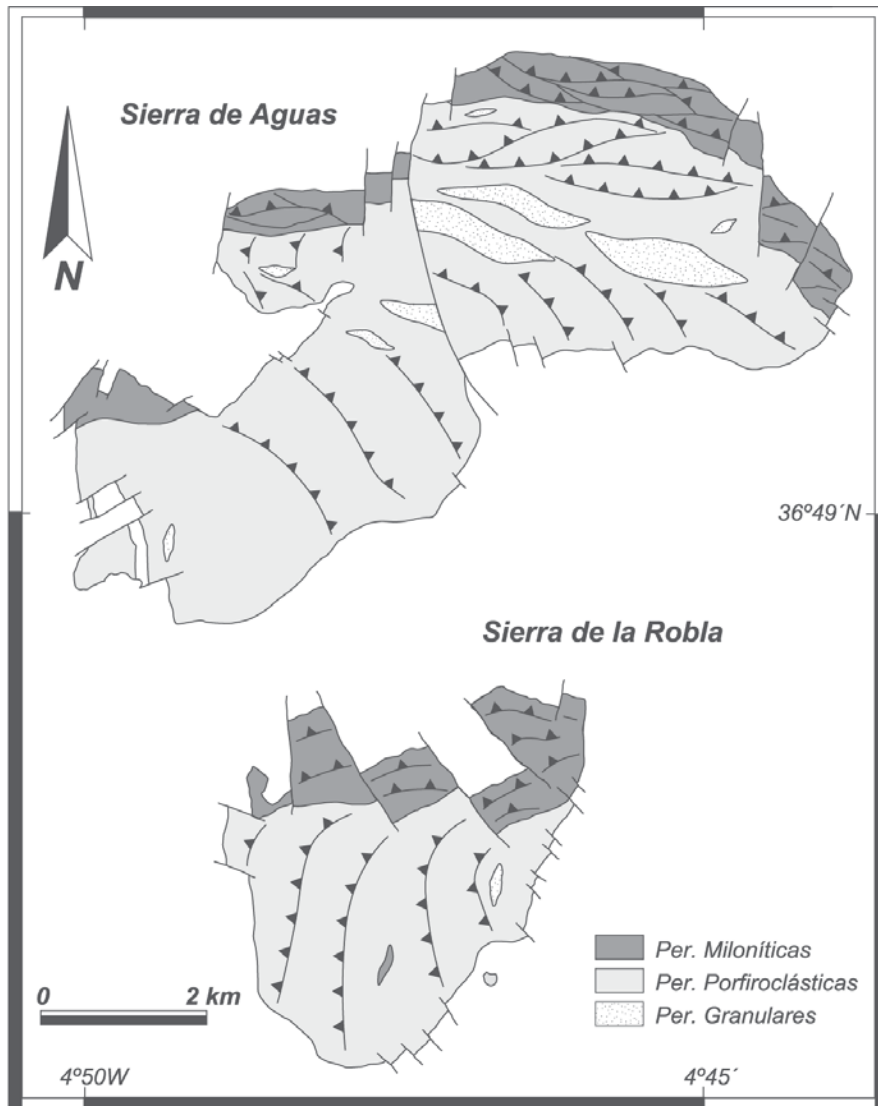 Sierra de Aguas
N
36º49´N
Sierra de la Robla
Per. Miloníticas
Per. Porfiroclásticas
Per. Granulares
0 2 km
4º50W 4º45´